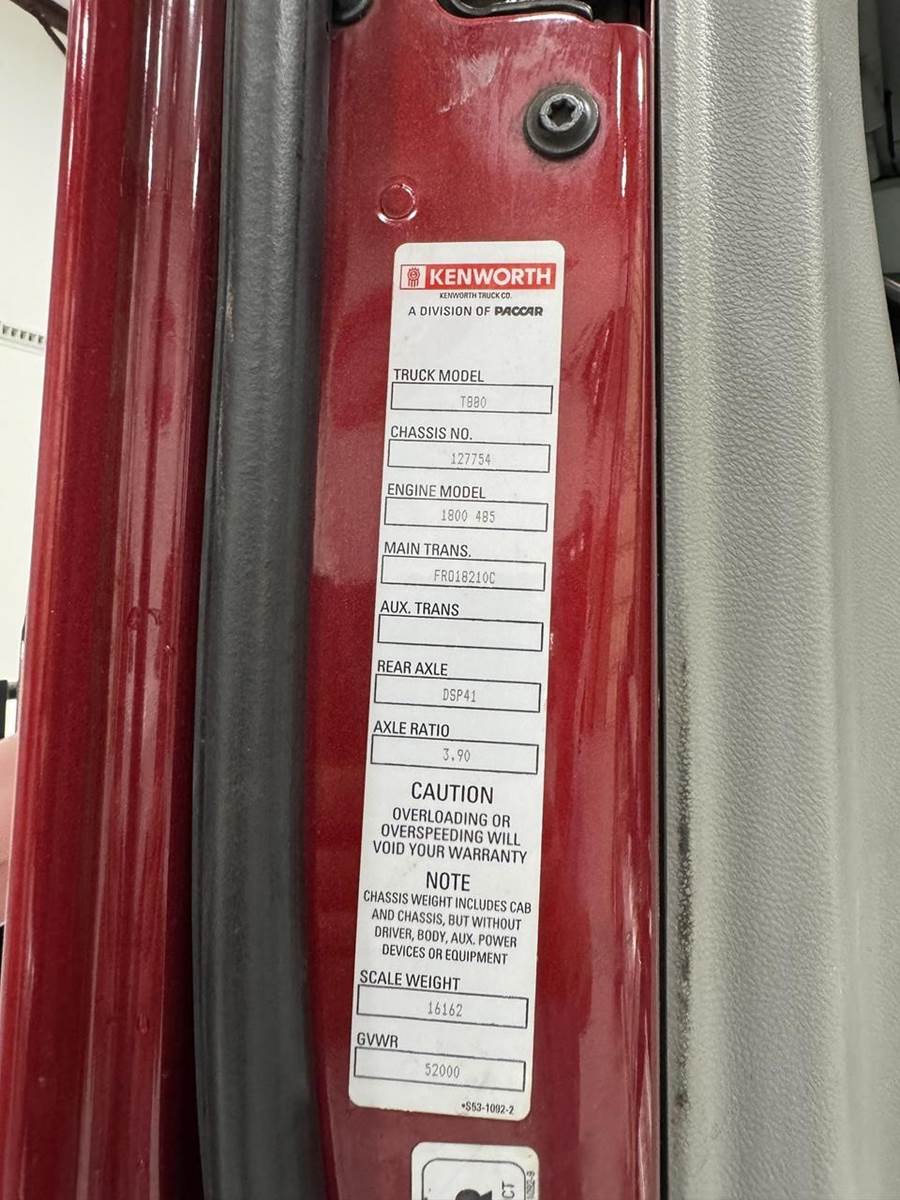 KENWORTH
KENWORTH TRUCK CO.
A DIVISION OF PACCAR
TRUCK MODEL
T880
CHASSIS NO.
127754
ENGINE MODEL
1800 485
MAIN TRANS.
FRO18210C
AUX. TRANS
REAR AXLE
DSP41
AXLE RATIO
3.90
CAUTION
OVERLOADING OR
OVERSPEEDING WILL
VOID YOUR WARRANTY
NOTE
CHASSIS WEIGHT INCLUDES CAB
AND CHASSIS, BUT WITHOUT
DRIVER, BODY, AUX. POWER
DEVICES OR EQUIPMENT
SCALE WEIGHT
16162
GVWR
52000
*S53-1092-2